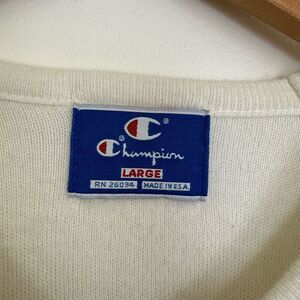 Champion
LARGE
RN 26094 MADE IN U.S.A.